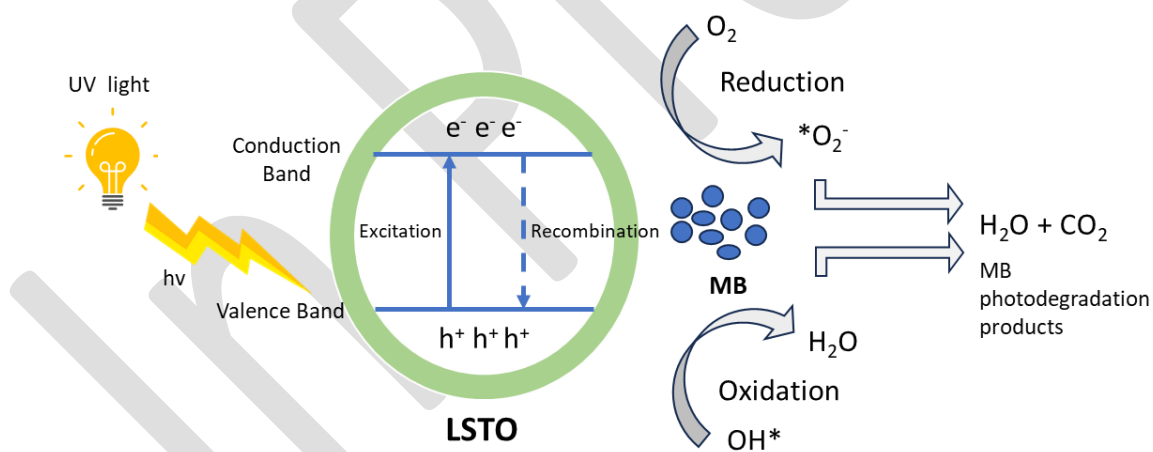 UV light
hv
Conduction
Band
Valence Band
e⁻ e⁻ e⁻
Excitation
Recombination
h⁺ h⁺ h⁺
LSTO
O₂
Reduction
*O₂⁻
MB
H₂O
Oxidation
OH*
H₂O + CO₂
MB
photodegradation
products